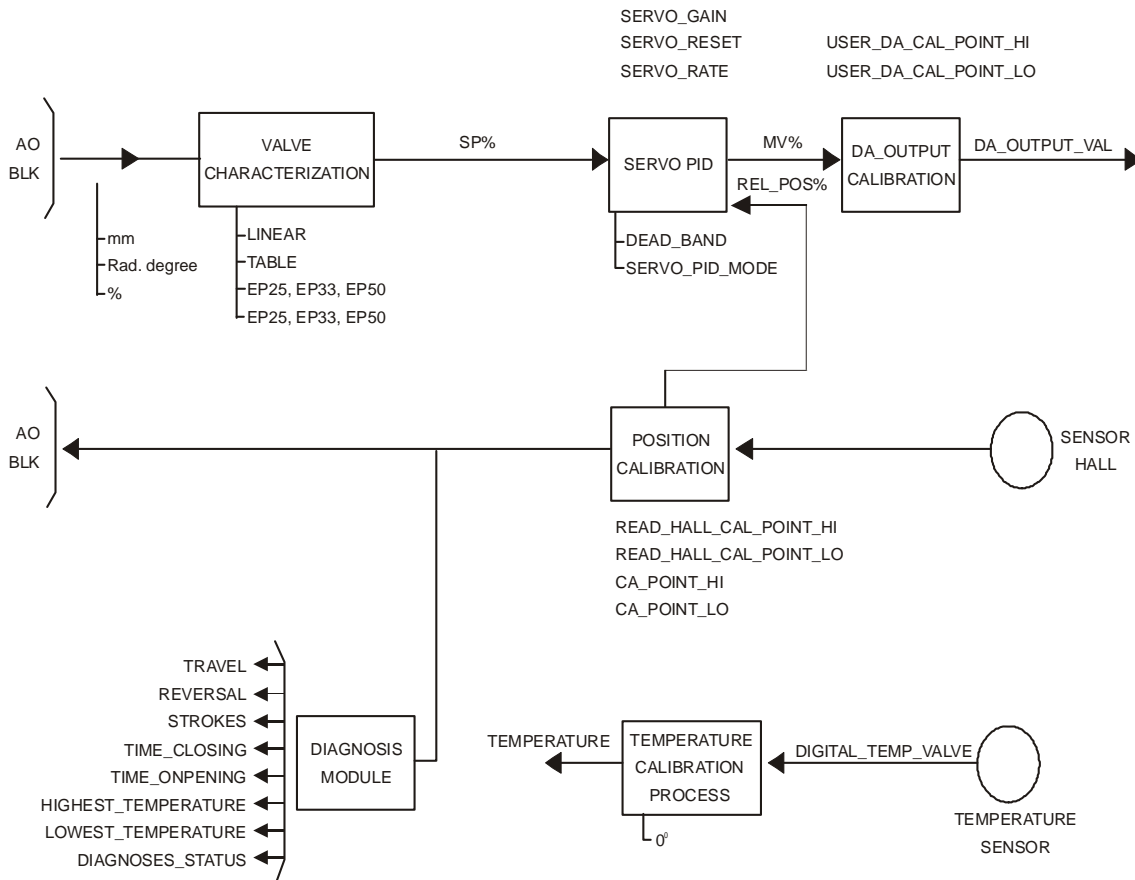 SERVO_GAIN
SERVO_RESET
SERVO_RATE
USER_DA_CAL_POINT_HI
USER_DA_CAL_POINT_LO
AO
BLK
VALVE
CHARACTERIZATION
SP%
SERVO PID
MV%
REL_POS%
DA_OUTPUT
CALIBRATION
DA_OUTPUT_VAL
mm
Rad. degree
%
LINEAR
TABLE
EP25, EP33, EP50
EP25, EP33, EP50
DEAD_BAND
SERVO_PID_MODE
AO
BLK
POSITION
CALIBRATION
SENSOR
HALL
READ_HALL_CAL_POINT_HI
READ_HALL_CAL_POINT_LO
CA_POINT_HI
CA_POINT_LO
TRAVEL
REVERSAL
STROKES
TIME_CLOSING
TIME_ONPENING
HIGHEST_TEMPERATURE
LOWEST_TEMPERATURE
DIAGNOSES_STATUS
DIAGNOSIS
MODULE
TEMPERATURE
TEMPERATURE
CALIBRATION
PROCESS
0⁰
DIGITAL_TEMP_VALVE
TEMPERATURE
SENSOR